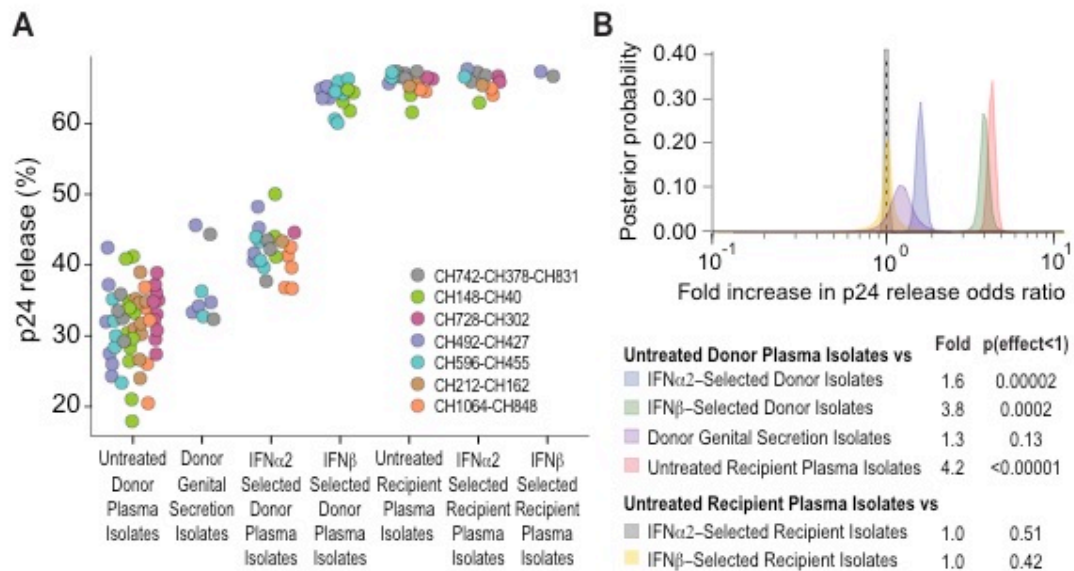 A
p24 release (%)
60
50
40
30
20
CH742-CH378-CH831
CH148-CH40
CH728-CH302
CH492-CH427
CH596-CH455
CH212-CH162
CH1064-CH848
Untreated Donor Plasma Isolates
Donor Genital Secretion Isolates
IFNα2 Selected Donor Plasma Isolates
IFNβ Selected Donor Plasma Isolates
Untreated Recipient Plasma Isolates
IFNα2 Selected Recipient Plasma Isolates
IFNβ Selected Recipient Plasma Isolates
B
Posterior probability
0.40
0.30
0.20
0.10
0.00
10⁻¹ 10⁰ 10¹
Fold increase in p24 release odds ratio
Untreated Donor Plasma Isolates vs Fold p(effect<1)
IFNα2–Selected Donor Isolates 1.6 0.00002
IFNβ–Selected Donor Isolates 3.8 0.0002
Donor Genital Secretion Isolates 1.3 0.13
Untreated Recipient Plasma Isolates 4.2 <0.00001
Untreated Recipient Plasma Isolates vs
IFNα2–Selected Recipient Isolates 1.0 0.51
IFNβ–Selected Recipient Isolates 1.0 0.42